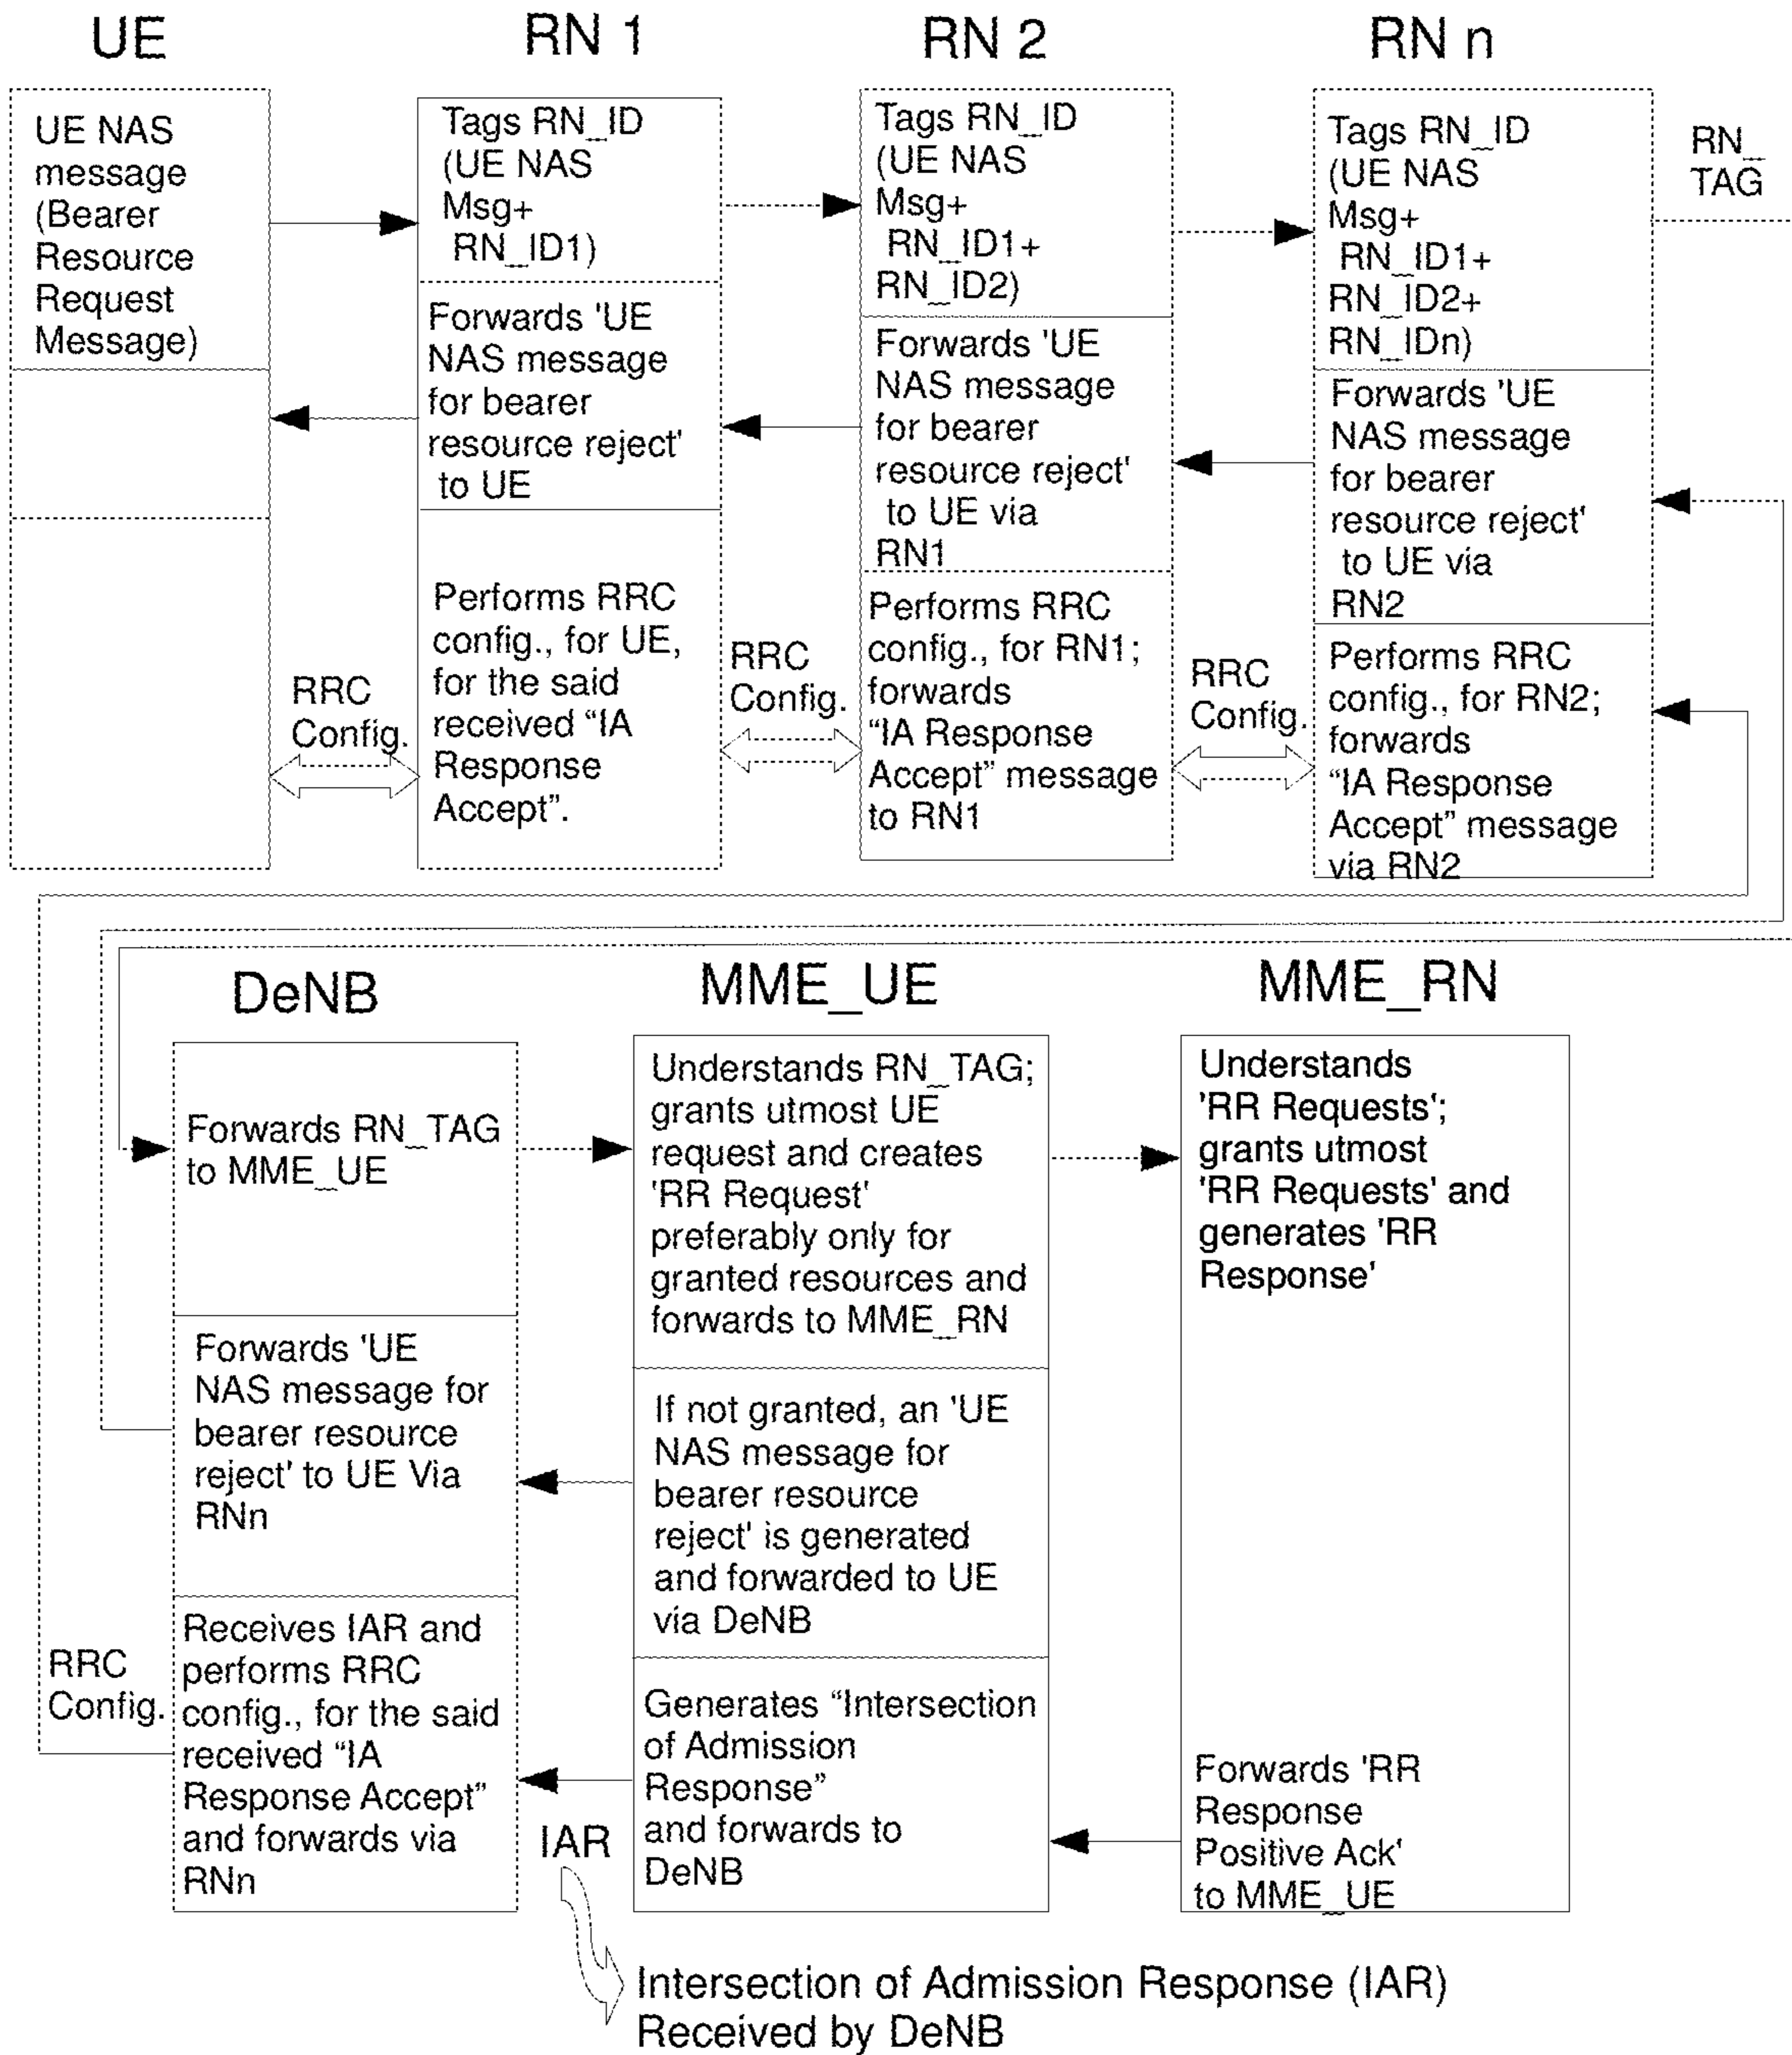 UE
RN 1
RN 2
RN n
UE NAS
message
(Bearer
Resource
Request
Message)
Tags RN_ID
(UE NAS
Msg+
RN_ID1)
Forwards 'UE
NAS message
for bearer
resource reject'
to UE
Performs RRC
config., for UE,
for the said
received “IA
Response
Accept”.
RRC
Config.
Tags RN_ID
(UE NAS
Msg+
RN_ID1+
RN_ID2)
Forwards 'UE
NAS message
for bearer
resource reject'
to UE via
RN1
Performs RRC
config., for RN1;
forwards
“IA Response
Accept” message
to RN1
RRC
Config.
Tags RN_ID
(UE NAS
Msg+
RN_ID1+
RN_ID2+
RN_IDn)
Forwards 'UE
NAS message
for bearer
resource reject'
to UE via
RN2
Performs RRC
config., for RN2;
forwards
“IA Response
Accept” message
via RN2
RRC
Config.
RN_
TAG
DeNB
MME_UE
MME_RN
Forwards RN_TAG
to MME_UE
Forwards 'UE
NAS message for
bearer resource
reject' to UE Via
RNn
Receives IAR and
performs RRC
config., for the said
received “IA
Response Accept”
and forwards via
RNn
RRC
Config.
Understands RN_TAG;
grants utmost UE
request and creates
'RR Request'
preferably only for
granted resources and
forwards to MME_RN
If not granted, an 'UE
NAS message for
bearer resource
reject' is generated
and forwarded to UE
via DeNB
Generates “Intersection
of Admission
Response”
and forwards to
DeNB
Understands
'RR Requests';
grants utmost
'RR Requests' and
generates 'RR
Response'
Forwards 'RR
Response
Positive Ack'
to MME_UE
IAR
Intersection of Admission Response (IAR)
Received by DeNB